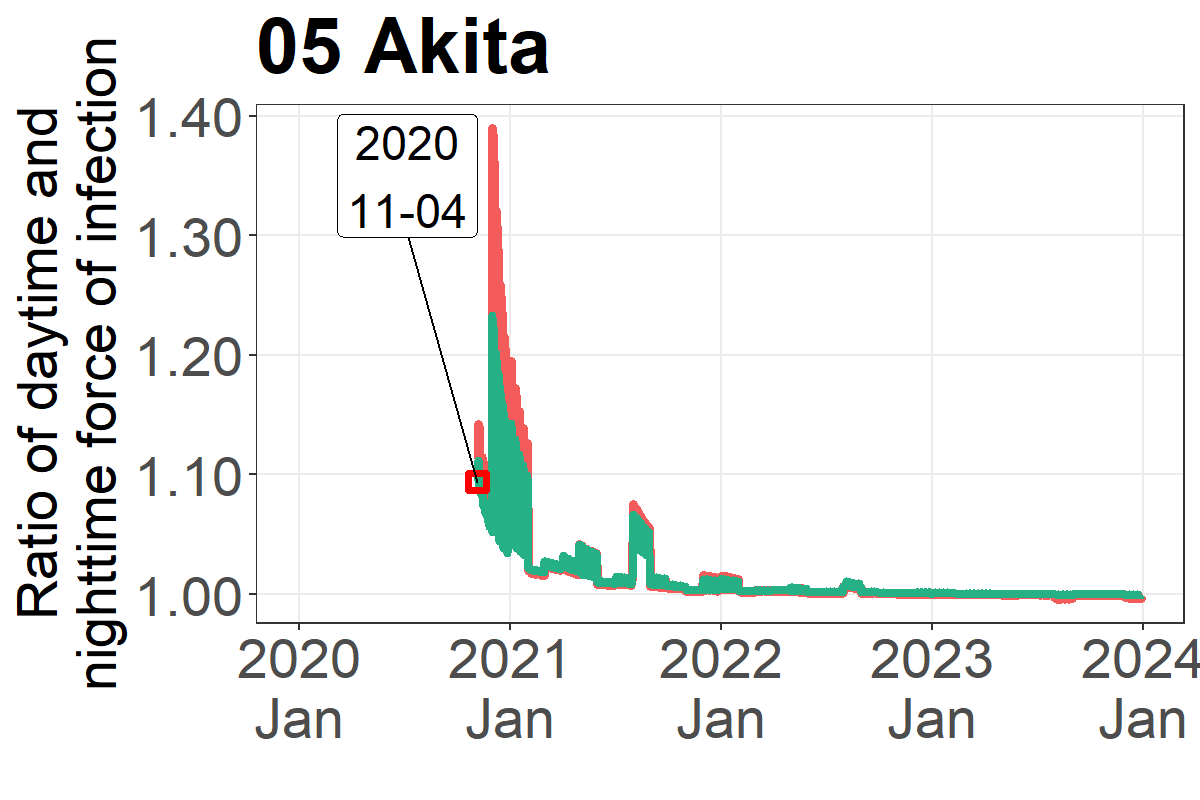 05 Akita
Ratio of daytime and
nighttime force of infection
1.40
1.30
1.20
1.10
1.00
2020
11-04
2020
Jan
2021
Jan
2022
Jan
2023
Jan
2024
Jan